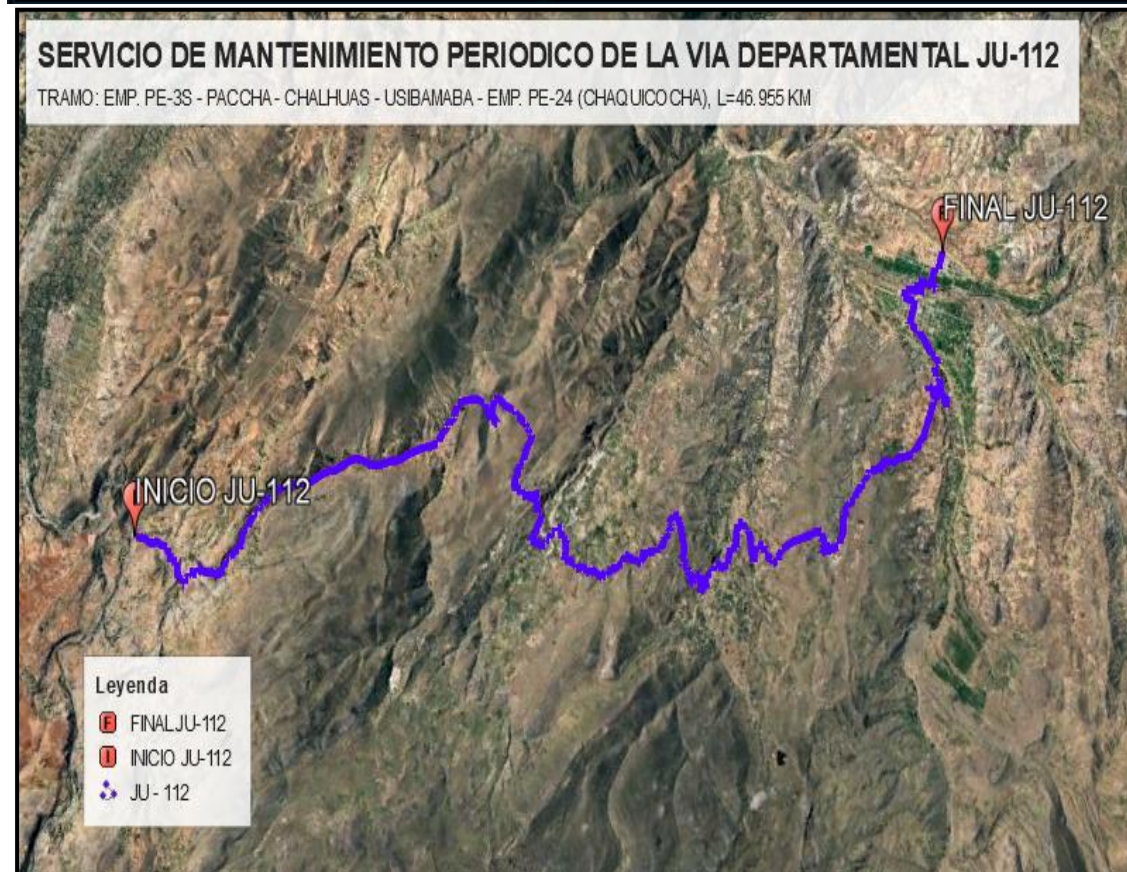 SERVICIO DE MANTENIMIENTO PERIODICO DE LA VIA DEPARTAMENTAL JU-112
TRAMO: EMP. PE-3S - PACCHA - CHALHUAS - USIBAMABA - EMP. PE-24 (CHAQUICOCHA), L=46.955 KM
FINAL JU-112
INICIO JU-112
Leyenda
F FINAL JU-112
I INICIO JU-112
JU - 112